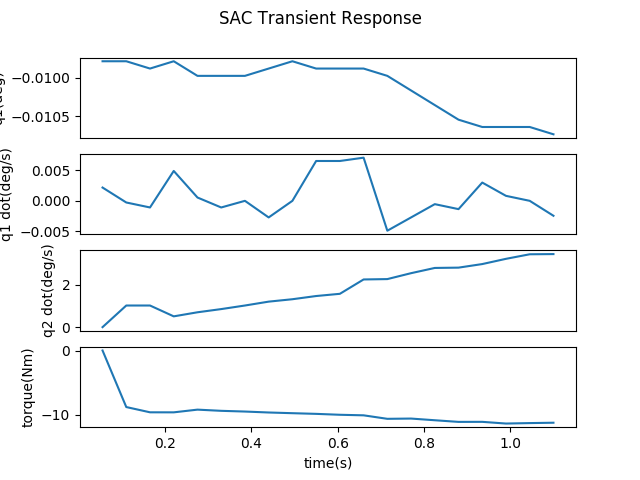 SAC Transient Response
−0.0100
−0.0105
0.005
0.000
−0.005
q1 dot(deg/s)
2
0
q2 dot(deg/s)
0
−10
torque(Nm)
0.2 0.4 0.6 0.8 1.0
time(s)